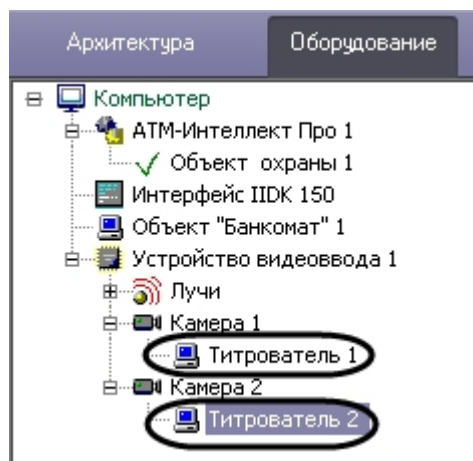 Архитектура Оборудование
Компьютер
ATM-Интеллект Про 1
Объект охраны 1
Интерфейс IIDK 150
Объект "Банкомат" 1
Устройство видеоввода 1
Лучи
Камера 1
Титрователь 1
Камера 2
Титрователь 2